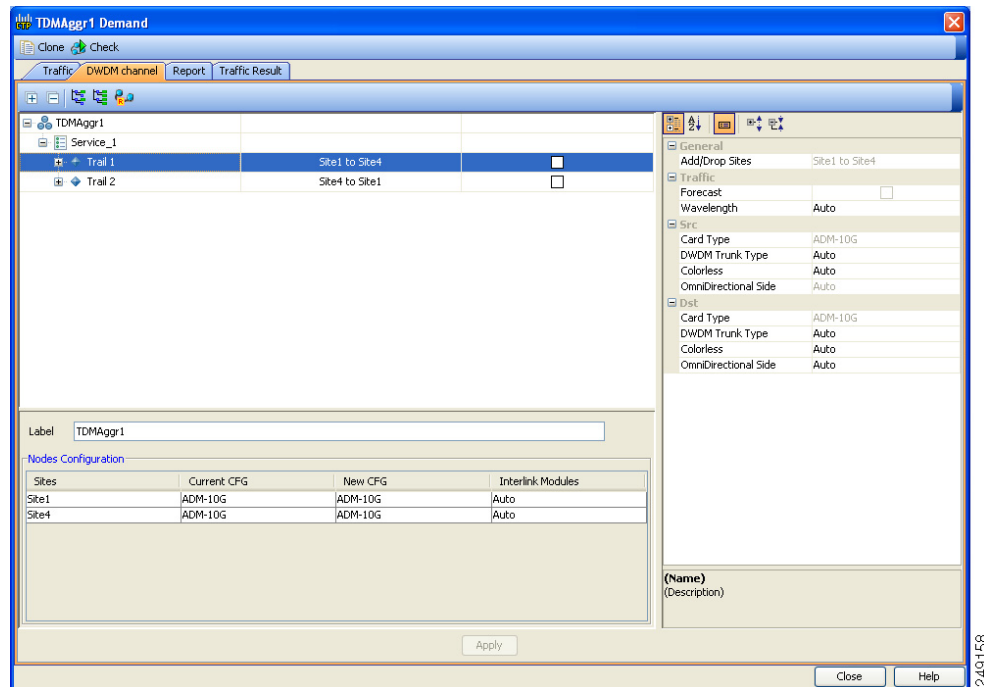 CTP TDMAggr1 Demand
Clone Check
Traffic DWDM channel Report Traffic Result
TDMAggr1
Service_1
Trail 1 Site1 to Site4
Trail 2 Site4 to Site1
General
Add/Drop Sites Site1 to Site4
Traffic
Forecast
Wavelength Auto
Src
Card Type ADM-10G
DWDM Trunk Type Auto
Colorless Auto
OmniDirectional Side Auto
Dst
Card Type ADM-10G
DWDM Trunk Type Auto
Colorless Auto
OmniDirectional Side Auto
Label TDMAggr1
Nodes Configuration
Sites Current CFG New CFG Interlink Modules
Site1 ADM-10G ADM-10G Auto
Site4 ADM-10G ADM-10G Auto
(Name)
(Description)
Apply
Close Help
249158